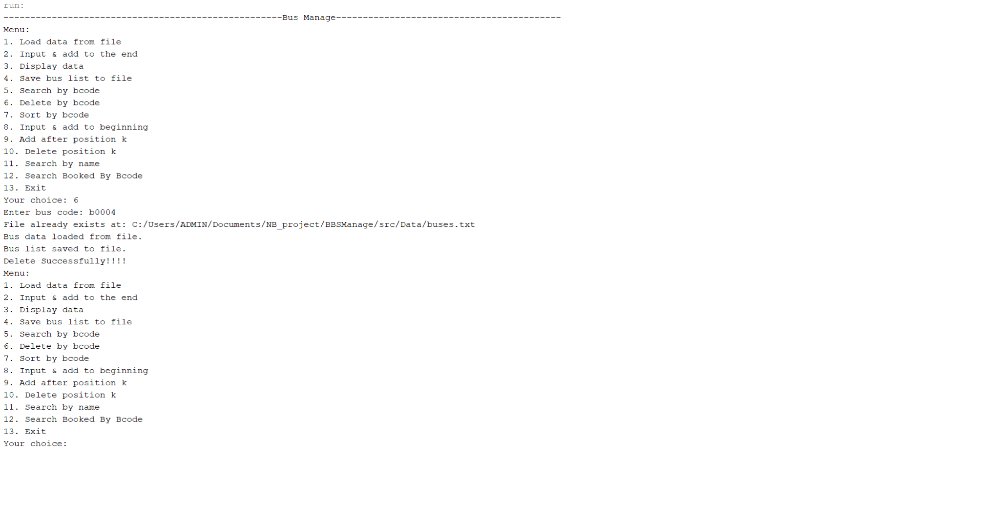 run:
----------------------------------------------------Bus Manage------------------------------------------
Menu:
1. Load data from file
2. Input & add to the end
3. Display data
4. Save bus list to file
5. Search by bcode
6. Delete by bcode
7. Sort by bcode
8. Input & add to beginning
9. Add after position k
10. Delete position k
11. Search by name
12. Search Booked By Bcode
13. Exit
Your choice: 6
Enter bus code: b0004
File already exists at: C:/Users/ADMIN/Documents/NB_project/BBSManage/src/Data/buses.txt
Bus data loaded from file.
Bus list saved to file.
Delete Successfully!!!!
Menu:
1. Load data from file
2. Input & add to the end
3. Display data
4. Save bus list to file
5. Search by bcode
6. Delete by bcode
7. Sort by bcode
8. Input & add to beginning
9. Add after position k
10. Delete position k
11. Search by name
12. Search Booked By Bcode
13. Exit
Your choice: